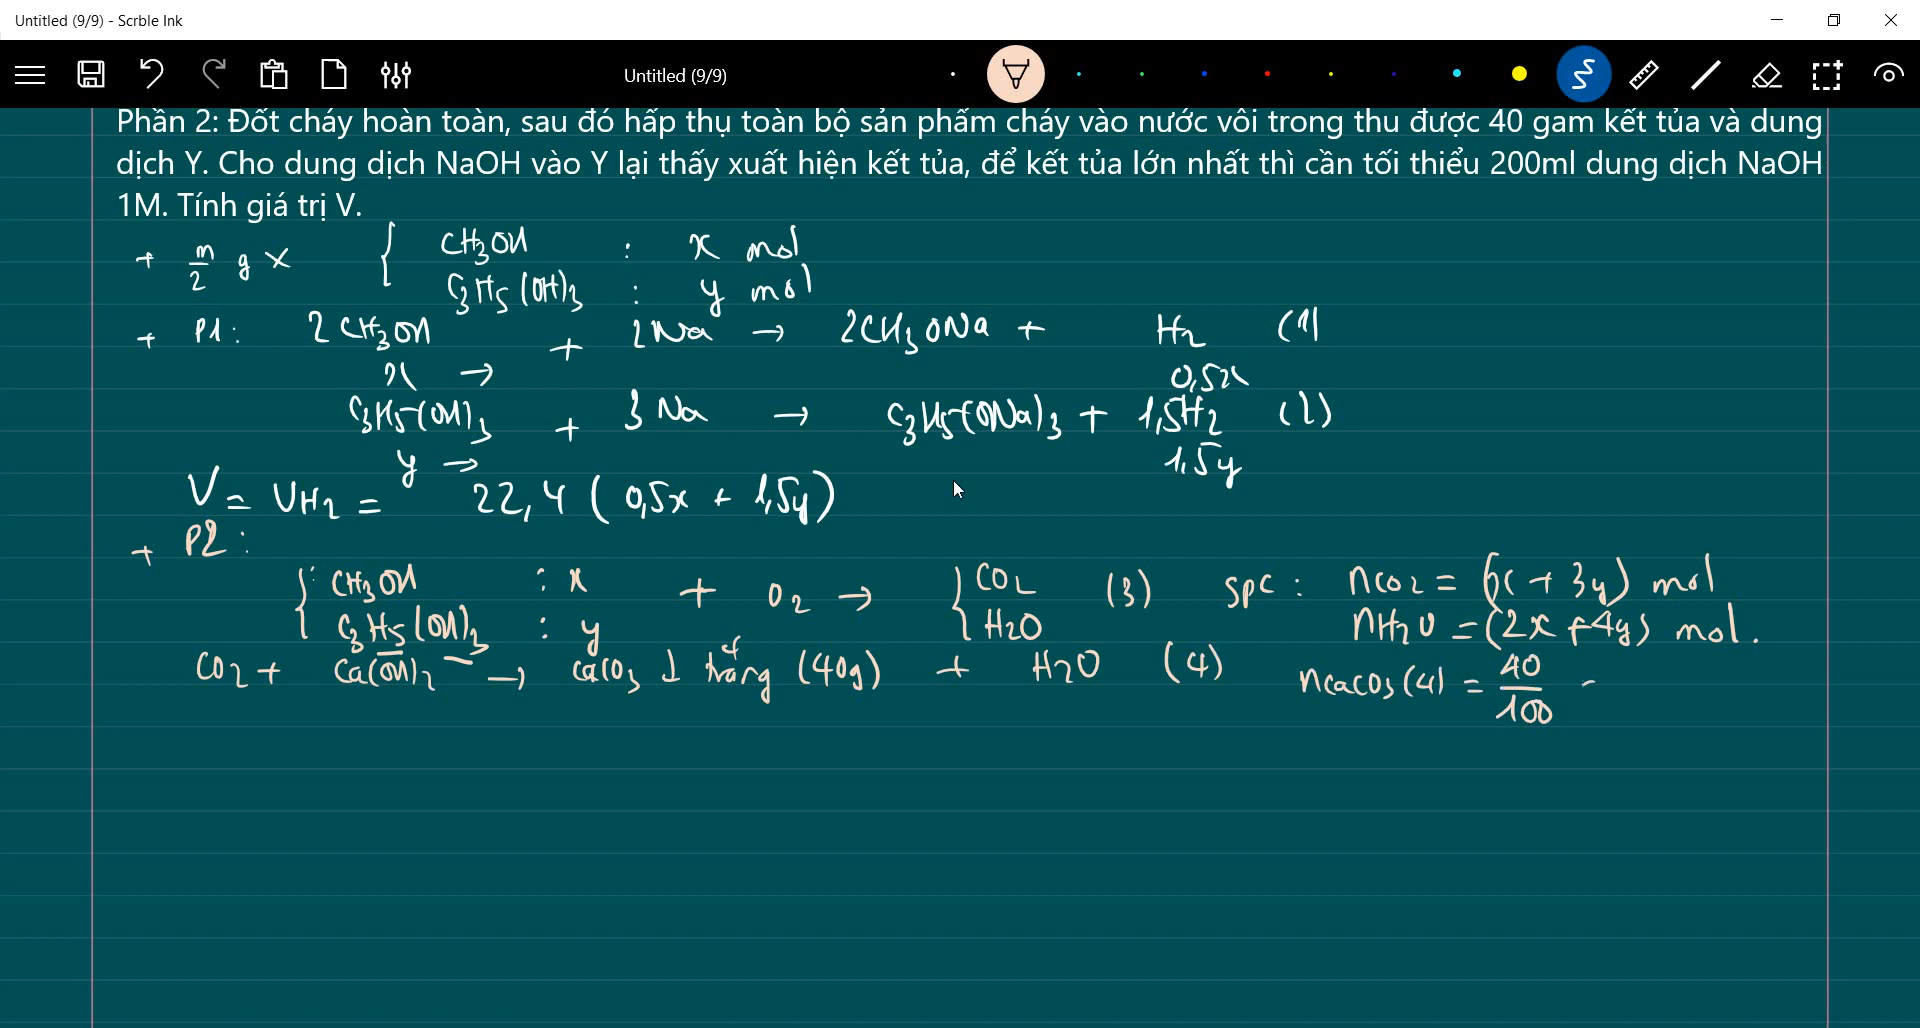 Untitled (9/9) - Scrble Ink
Untitled (9/9)
Phần 2: Đốt cháy hoàn toàn, sau đó hấp thụ toàn bộ sản phẩm cháy vào nước vôi trong thu được 40 gam kết tủa và dung
dịch Y. Cho dung dịch NaOH vào Y lại thấy xuất hiện kết tủa, để kết tủa lớn nhất thì cần tối thiểu 200ml dung dịch NaOH
1M. Tính giá trị V.
+ m/2 g X { CH3OH : x mol
C3H5(OH)3 : y mol
+ P1: 2CH3OH + 2Na → 2CH3ONa + H2 (1)
x → 0,5x
C3H5(OH)3 + 3Na → C3H5(ONa)3 + 1,5H2 (2)
y → 1,5y
V = VH2 = 22,4 (0,5x + 1,5y)
+ P2:
{ CH3OH : x + O2 → { CO2 (3) spc: nCO2 = (x + 3y) mol
C3H5(OH)3 : y H2O nH2O = (2x + 4y) mol.
CO2 + Ca(OH)2 → CaCO3 ↓ trắng (40g) + H2O (4) nCaCO3(4) = 40/100 =